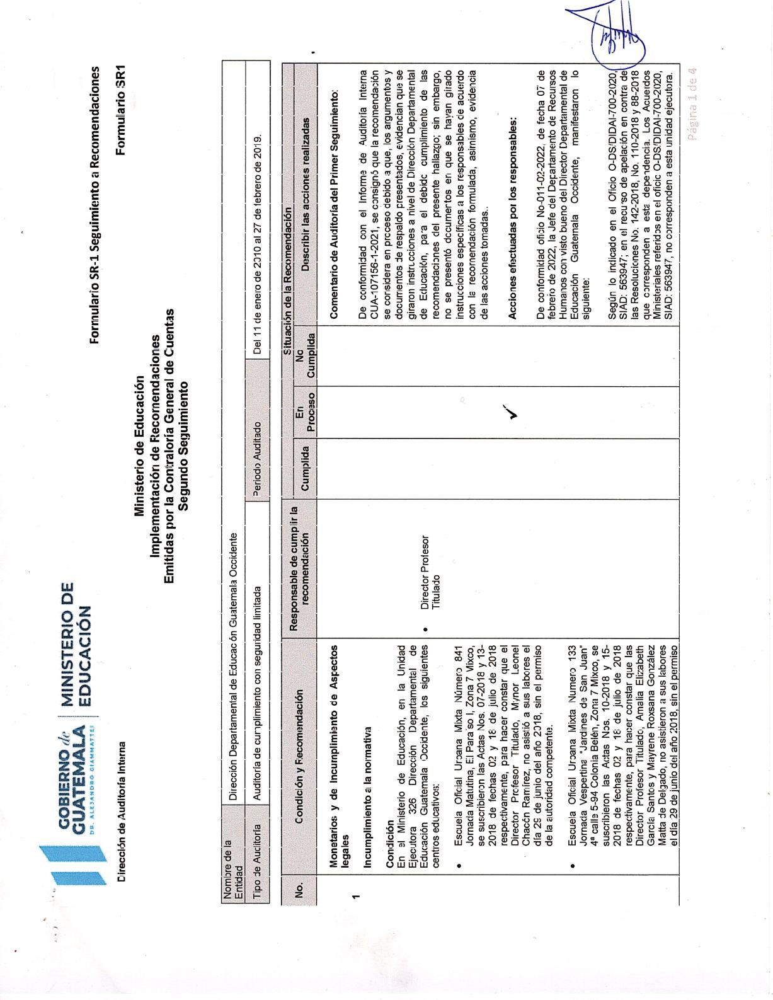 GOBIERNO de
GUATEMALA
DR. ALEJANDRO GIAMMATTEI
MINISTERIO DE
EDUCACIÓN
Dirección de Auditoría Interna
Formulario SR-1 Seguimiento a Recomendaciones
Formulario SR1
Ministerio de Educación
Implementación de Recomendaciones
Emitidas por la Contraloría General de Cuentas
Segundo Seguimiento
Nombre de la
Entidad
Dirección Departamental de Educación Guatemala Occidente
Tipo de Auditoría
Auditoría de cumplimiento con seguridad limitada
Periodo Auditado
Del 11 de enero de 2010 al 27 de febrero de 2019.
No.
Condición y Recomendación
Responsable de cumplir la
recomendación
Situación de la Recomendación
Cumplida
En
Proceso
No
Cumplida
Describir las acciones realizadas
1
Monetarios y de Incumplimiento de Aspectos
legales
Incumplimiento a la normativa
Condición
En el Ministerio de Educación, en la Unidad
Ejecutora 326 Dirección Departamental de
Educación Guatemala Occidente, los siguientes
centros educativos:
• Escuela Oficial Urbana Mixta Número 841
Jornada Matutina, El Paraíso I, Zona 7 Mixco,
se suscribieron las Actas Nos. 07-2018 y 13-
2018 de fechas 02 y 18 de julio de 2018
respectivamente, para hacer constar que el
Director Profesor Titulado, Mynor Leonel
Chacón Ramírez, no asistió a sus labores el
día 29 de junio del año 2018, sin el permiso
de la autoridad competente.
• Escuela Oficial Urbana Mixta Numero 133
Jornada Vespertina "Jardines de San Juan"
4ª calle 5-94 Colonia Belén, Zona 7 Mixco, se
suscribieron las Actas Nos. 10-2018 y 15-
2018 de fechas 02 y 18 de julio de 2018
respectivamente, para hacer constar que las
Director Profesor Titulado, Amalia Elizabeth
García Santos y Mayrene Roxsana González
Matta de Delgado, no asistieron a sus labores
el día 29 de junio del año 2018, sin el permiso
• Director Profesor
Titulado
✓
Comentario de Auditoría del Primer Seguimiento:
De conformidad con el Informe de Auditoría Interna
CUA-107156-1-2021, se consignó que la recomendación
se considera en proceso debido a que, los argumentos y
documentos de respaldo presentados, evidencian que se
giraron instrucciones a nivel de Dirección Departamental
de Educación, para el debido cumplimiento de las
recomendaciones del presente hallazgo; sin embargo,
no se presentó documentos en que se hayan girado
instrucciones específicas a los responsables de acuerdo
con la recomendación formulada, asimismo, evidencia
de las acciones tomadas..
Acciones efectuadas por los responsables:
De conformidad oficio No-011-02-2022, de fecha 07 de
febrero de 2022, la Jefe del Departamento de Recursos
Humanos con visto bueno del Director Departamental de
Educación Guatemala Occidente, manifestaron lo
siguiente:
Según lo indicado en el Oficio O-DS/DIDAI-700-2020,
SIAD: 563947; en el recurso de apelación en contra de
las Resoluciones No. 142-2018, No. 110-2018 y 88-2018
que corresponden a esta dependencia. Los Acuerdos
Ministeriales referidos en el oficio O-DS/DIDAI-700-2020,
SIAD: 563947, no corresponden a esta unidad ejecutora.
Página 1 de 4